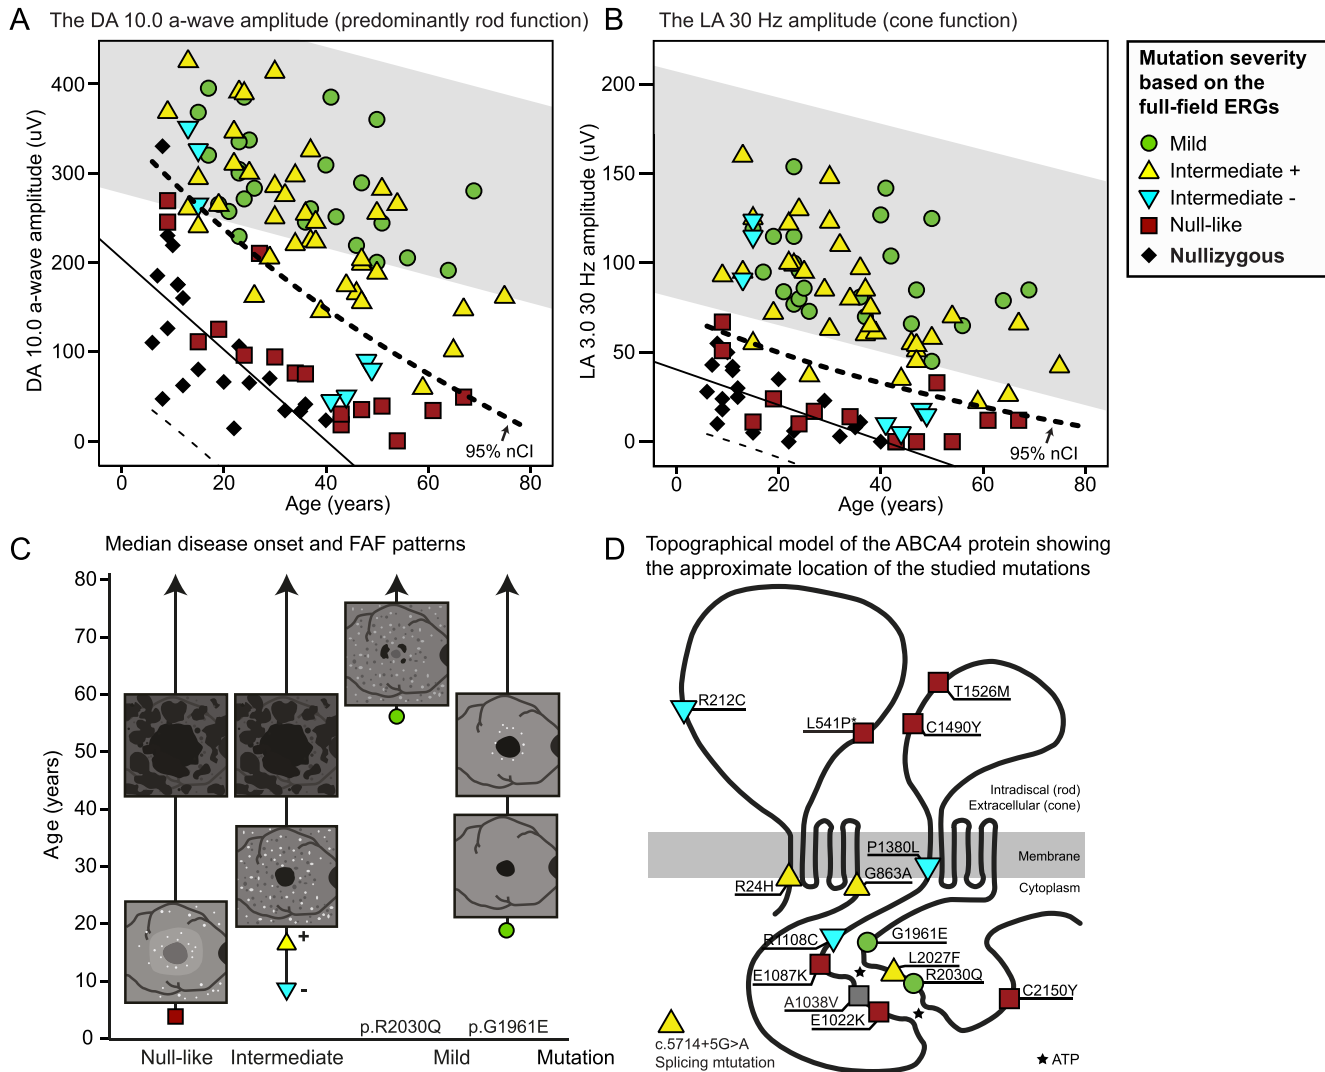 A The DA 10.0 a-wave amplitude (predominantly rod function)
DA 10.0 a-wave amplitude (uV)
400
300
200
100
0
95% nCI
0 20 40 60 80
Age (years)
B The LA 30 Hz amplitude (cone function)
LA 3.0 30 Hz amplitude (uV)
200
150
100
50
0
95% nCI
0 20 40 60 80
Age (years)
Mutation severity
based on the
full-field ERGs
Mild
Intermediate +
Intermediate -
Null-like
Nullizygous
C Median disease onset and FAF patterns
Age (years)
80
70
60
50
40
30
20
10
0
+
-
p.R2030Q p.G1961E
Null-like Intermediate Mild Mutation
D Topographical model of the ABCA4 protein showing
the approximate location of the studied mutations
R212C
L541P*
T1526M
C1490Y
Intradiscal (rod)
Extracellular (cone)
P1380L
Membrane
G863A
R24H
Cytoplasm
R1108C
G1961E
L2027F
E1087K
R2030Q
C2150Y
A1038V
E1022K
c.5714+5G>A
Splicing mtutation
ATP